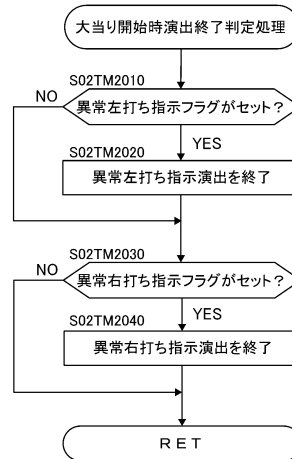 大当り開始時演出終了判定処理
S02TM2010
NO
異常左打ち指示フラグがセット?
YES
S02TM2020
異常左打ち指示演出を終了
S02TM2030
NO
異常右打ち指示フラグがセット?
YES
S02TM2040
異常右打ち指示演出を終了
RET